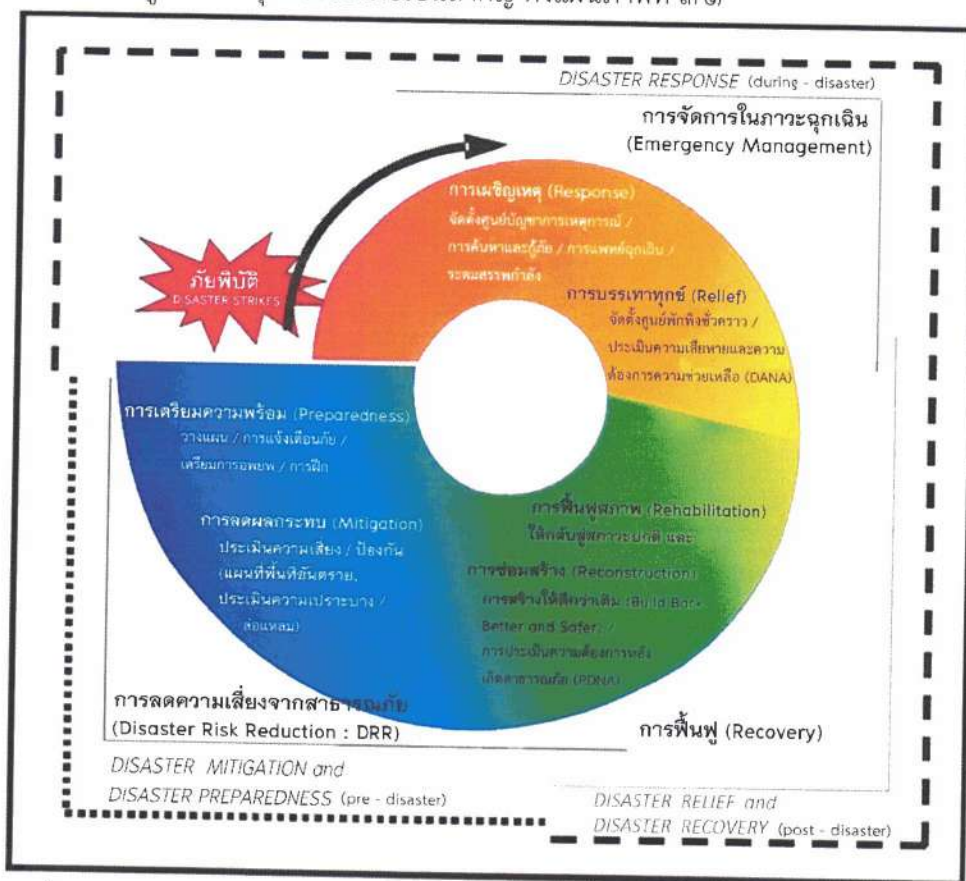 DISASTER RESPONSE (during - disaster)
การจัดการในภาวะฉุกเฉิน
(Emergency Management)
การเผชิญเหตุ (Response)
จัดตั้งศูนย์บัญชาการเหตุการณ์ /
การค้นหาและกู้ภัย / การแพทย์ฉุกเฉิน /
ระดมสรรพกำลัง
ภัยพิบัติ
DISASTER STRIKES
การบรรเทาทุกข์ (Relief)
จัดตั้งศูนย์พักพิงชั่วคราว /
ประเมินความเสียหายและความ
ต้องการความช่วยเหลือ (DANA)
การเตรียมความพร้อม (Preparedness)
วางแผน / การแจ้งเตือนภัย /
เตรียมการอพยพ / การฝึก
การลดผลกระทบ (Mitigation)
ประเมินความเสี่ยง / ป้องกัน
(แผนที่พื้นที่อันตราย,
ประเมินความเปราะบาง /
ล่อแหลม)
การฟื้นฟูสภาพ (Rehabilitation)
ให้กลับสู่สภาวะปกติ และ
การซ่อมสร้าง (Reconstruction)
การสร้างให้ดีกว่าเดิม (Build Back
Better and Safer) /
การประเมินความต้องการหลัง
เกิดสาธารณภัย (PDNA)
การลดความเสี่ยงจากสาธารณภัย
(Disaster Risk Reduction : DRR)
การฟื้นฟู (Recovery)
DISASTER MITIGATION and
DISASTER PREPAREDNESS (pre - disaster)
DISASTER RELIEF and
DISASTER RECOVERY (post - disaster)